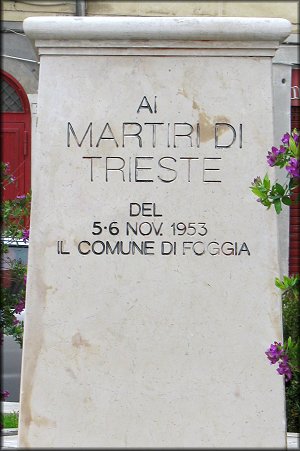 AI
MARTIRI DI
TRIESTE
DEL
5·6 NOV. 1953
IL COMUNE DI FOGGIA